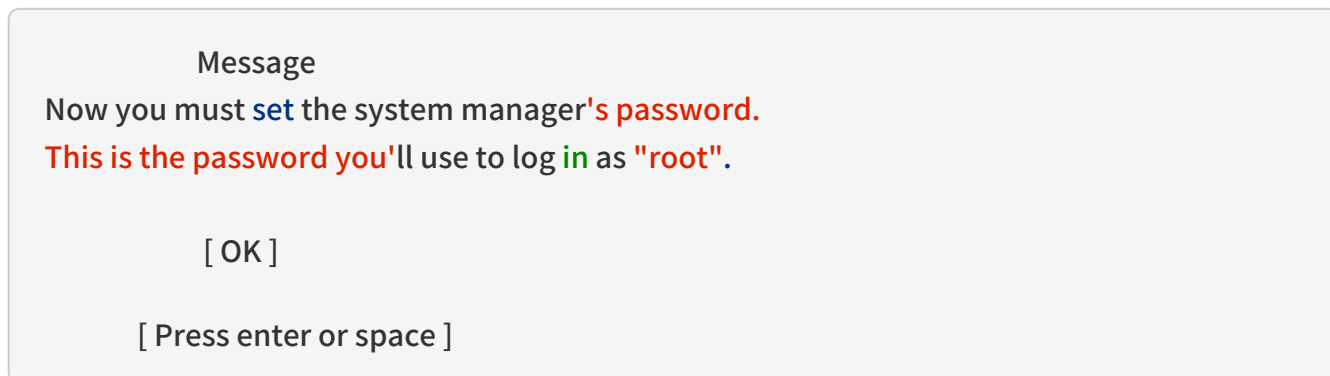 Message
Now you must set the system manager's password.
This is the password you'll use to log in as "root".
[ OK ]
[ Press enter or space ]